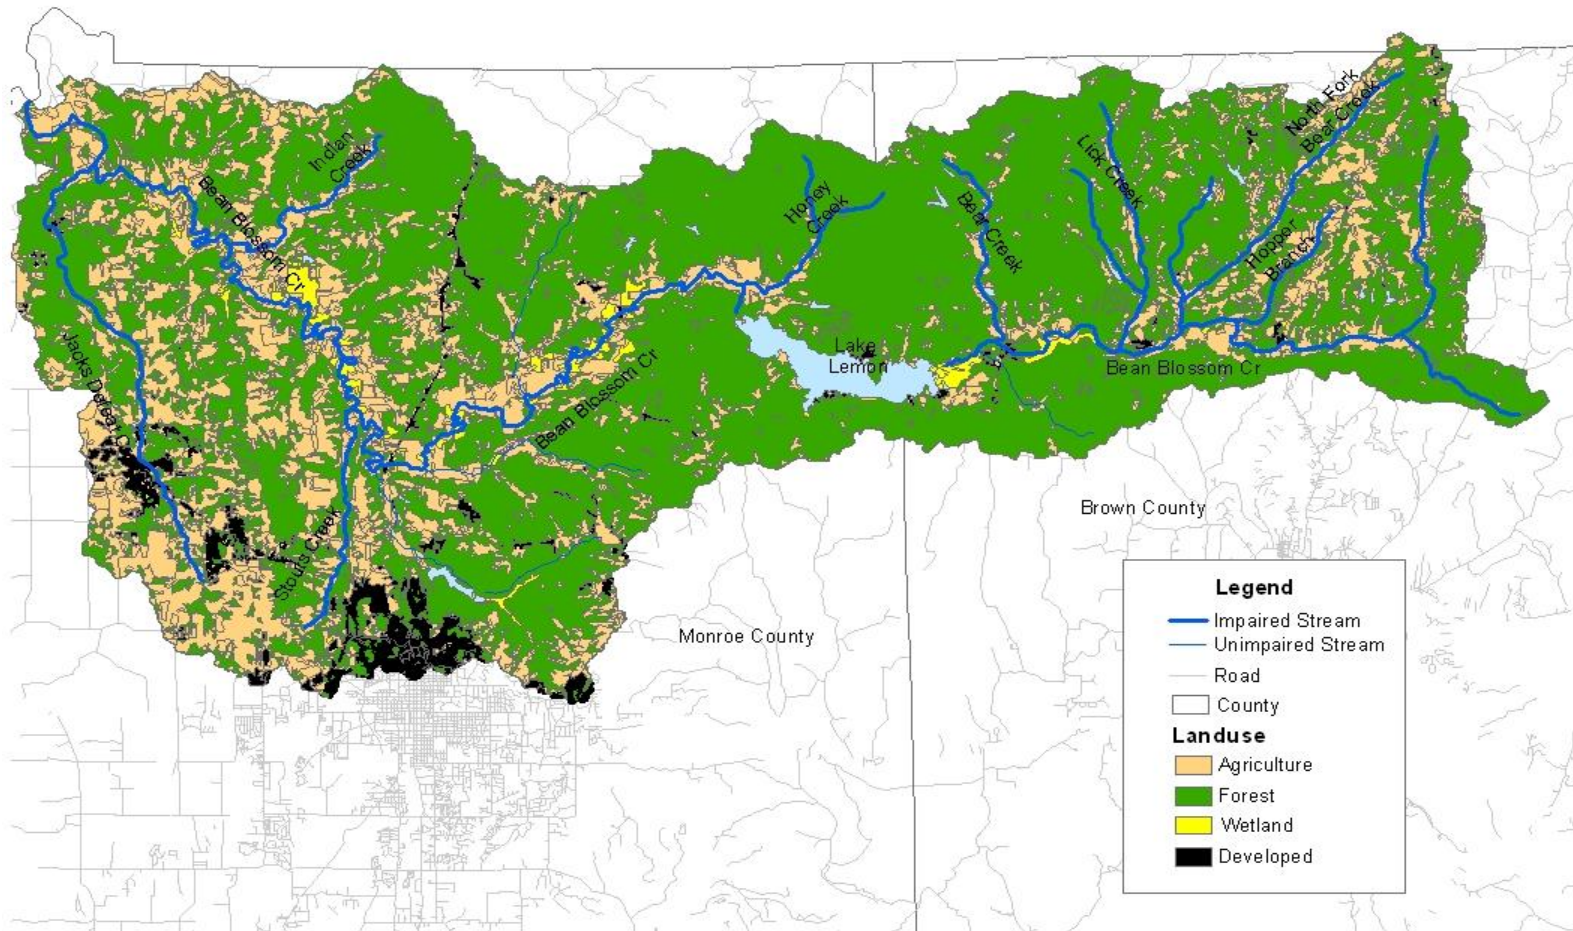 North Fork
Bear Creek
Indian
Creek
Lick Creek
Bean Blossom Cr
Honey
Creek
Bear Creek
Hopper
Branch
Jacks Defeat Cr
Lake
Lemon
Bean Blossom Cr
Bean Blossom Cr
Brown County
Stouts Creek
Monroe County
Legend
Impaired Stream
Unimpaired Stream
Road
County
Landuse
Agriculture
Forest
Wetland
Developed